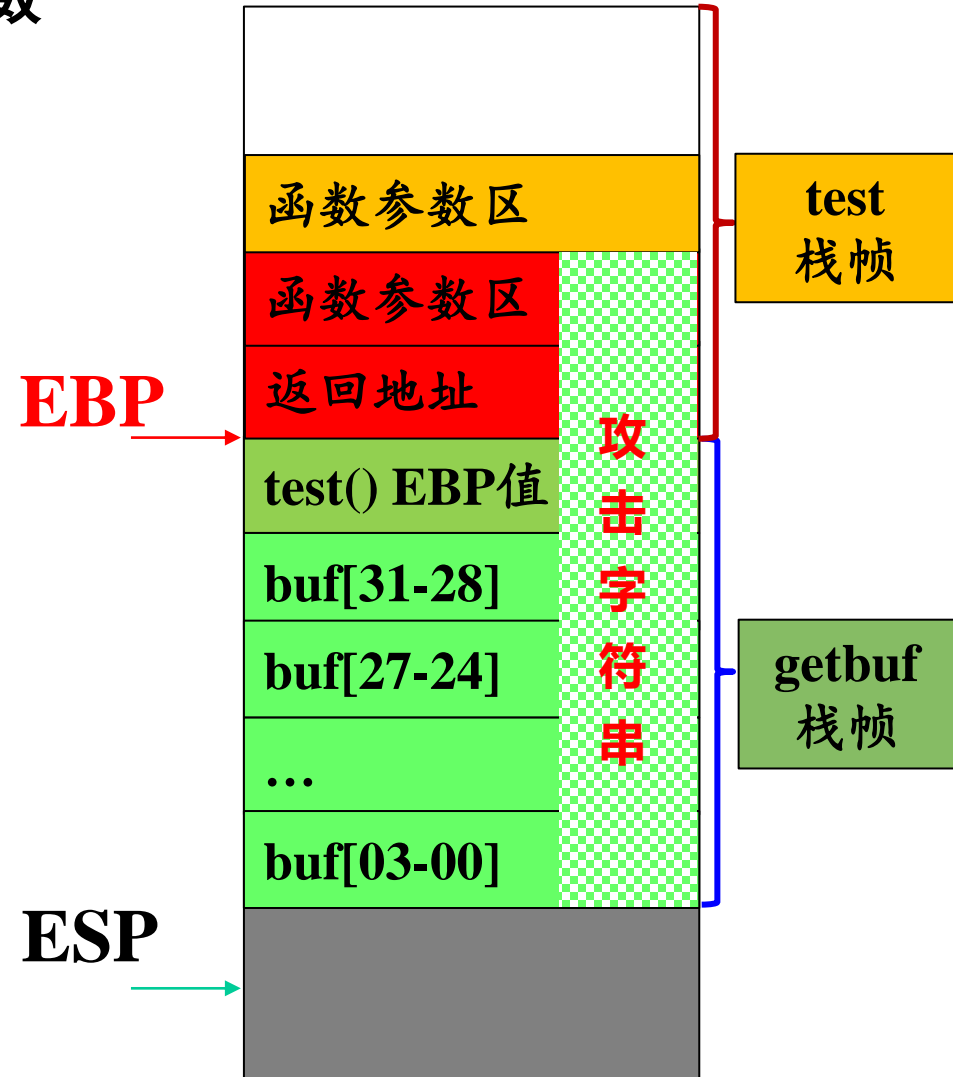 数
函数参数区
test
栈帧
函数参数区
EBP
返回地址
test() EBP值
攻
击
字
符
串
buf[31-28]
buf[27-24]
getbuf
栈帧
…
buf[03-00]
ESP